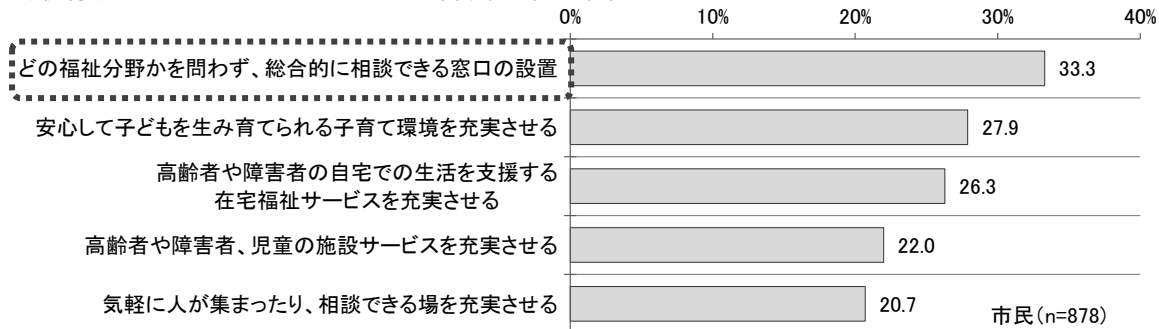 0% 10% 20% 30% 40%
どの福祉分野かを問わず、総合的に相談できる窓口の設置 33.3
安心して子どもを生み育てられる子育て環境を充実させる 27.9
高齢者や障害者の自宅での生活を支援する
在宅福祉サービスを充実させる 26.3
高齢者や障害者、児童の施設サービスを充実させる 22.0
気軽に人が集まったり、相談できる場を充実させる 20.7
市民(n=878)